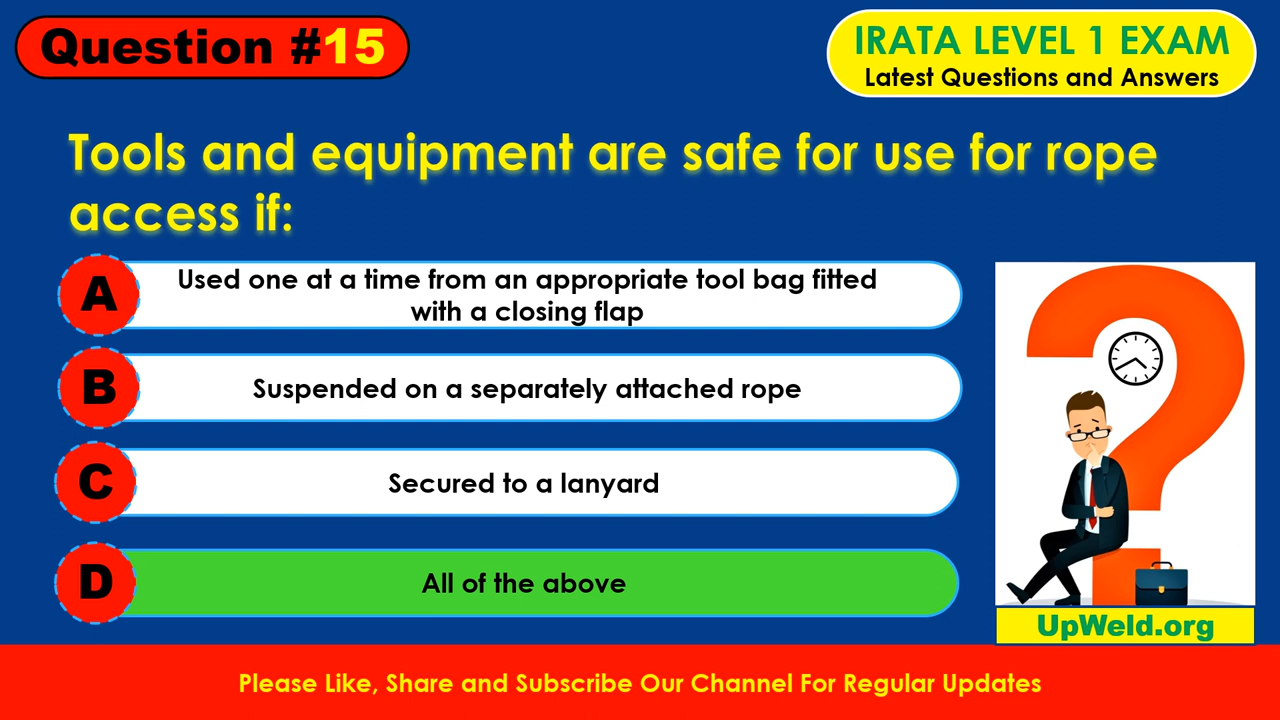 Question #15
IRATA LEVEL 1 EXAM
Latest Questions and Answers
Tools and equipment are safe for use for rope
access if:
A
Used one at a time from an appropriate tool bag fitted
with a closing flap
B
Suspended on a separately attached rope
C
Secured to a lanyard
D
All of the above
UpWeld.org
Please Like, Share and Subscribe Our Channel For Regular Updates